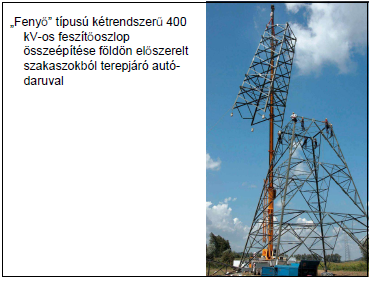 „Fenyő” típusú kétrendszerű 400
kV-os feszítőoszlop
összeépítése földön előszerelt
szakaszokból terepjáró autó-
daruval